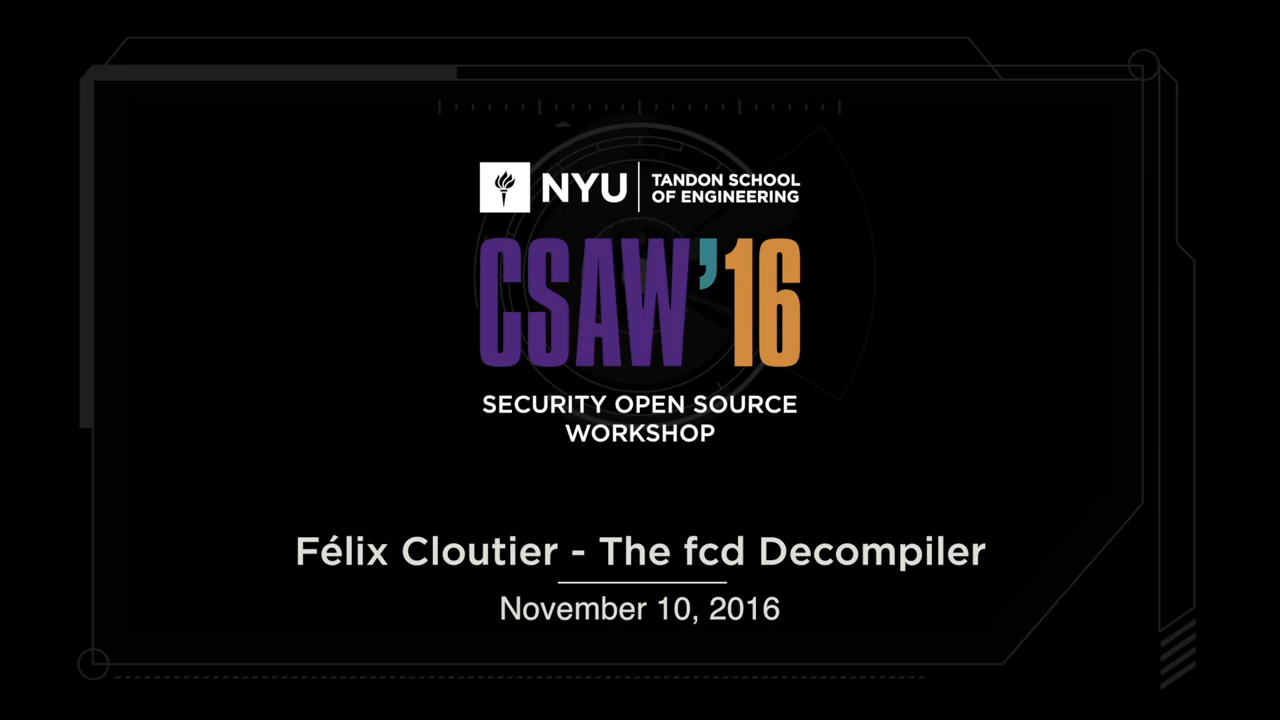 NYU
TANDON SCHOOL
OF ENGINEERING
CSAW'16
SECURITY OPEN SOURCE
WORKSHOP
Félix Cloutier - The fcd Decompiler
November 10, 2016